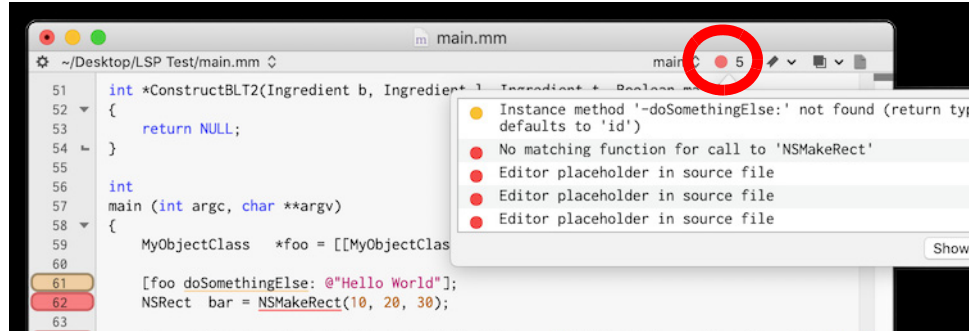 main.mm
~/Desktop/LSP Test/main.mm main 5
51 int *ConstructBLT2(Ingredient b, Ingredient l, Ingredient t, Boolean
52 {
53 return NULL;
54 }
55
56 int
57 main (int argc, char **argv)
58 {
59 MyObjectClass *foo = [[MyObjectClas
60
61 [foo doSomethingElse: @"Hello World"];
62 NSRect bar = NSMakeRect(10, 20, 30);
63
Instance method '-doSomethingElse:' not found (return typ
defaults to 'id')
No matching function for call to 'NSMakeRect'
Editor placeholder in source file
Editor placeholder in source file
Editor placeholder in source file
Show